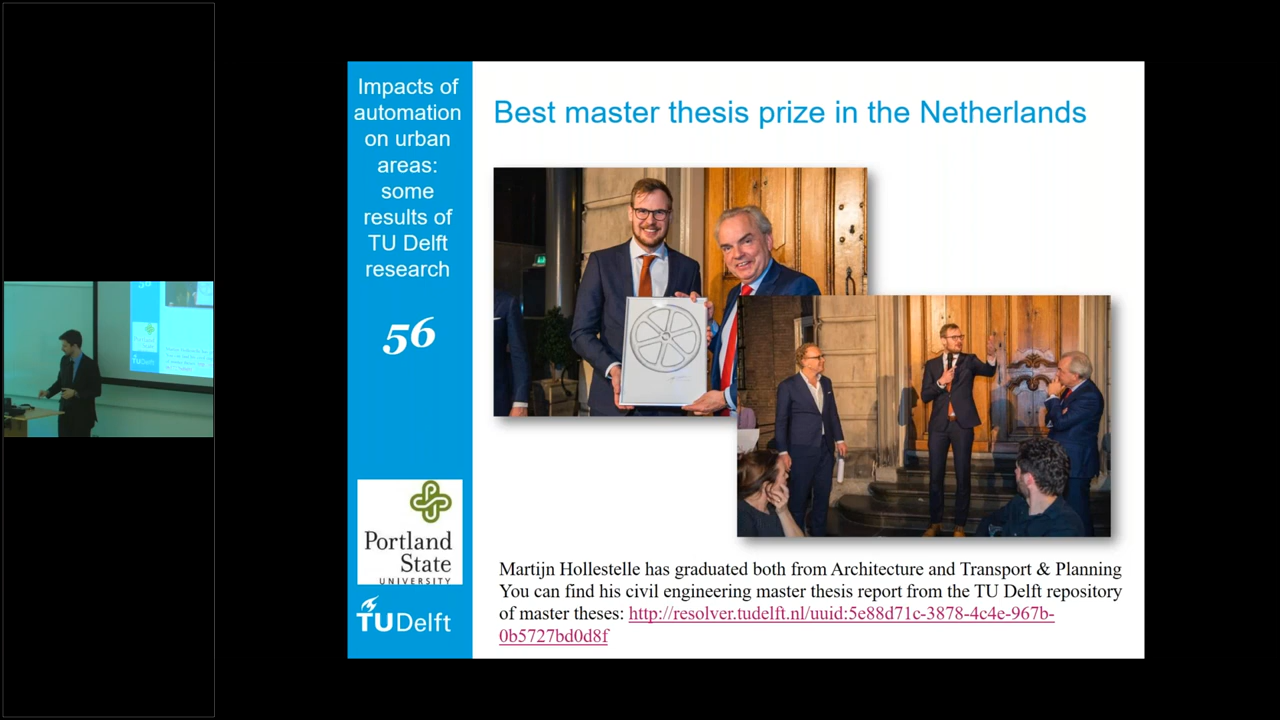 Impacts of
automation
on urban
areas:
some
results of
TU Delft
research
56
Portland
State
UNIVERSITY
TU Delft
Best master thesis prize in the Netherlands
Martijn Hollestelle has graduated both from Architecture and Transport & Planning
You can find his civil engineering master thesis report from the TU Delft repository
of master theses: http://resolver.tudelft.nl/uuid:5e88d71c-3878-4c4e-967b-
0b5727bd0d8f